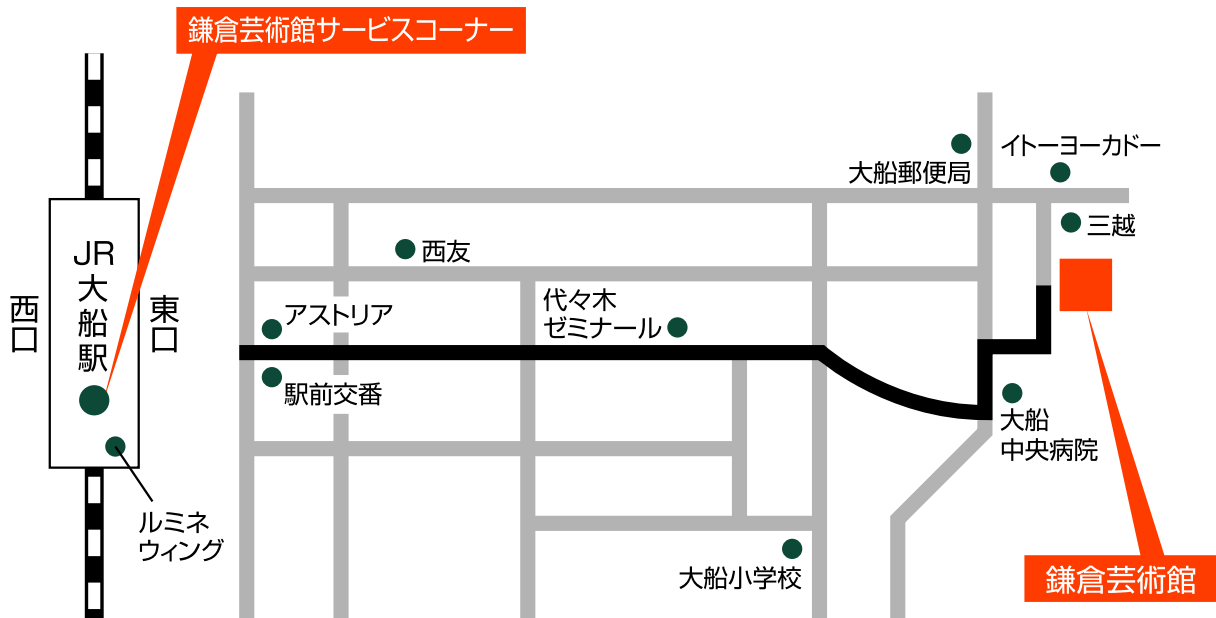 鎌倉芸術館サービスコーナー
イトーヨーカドー
大船郵便局
三越
西友
JR
大船駅
西口
東口
代々木
ゼミナール
アストリア
駅前交番
大船
中央病院
ルミネ
ウィング
大船小学校
鎌倉芸術館